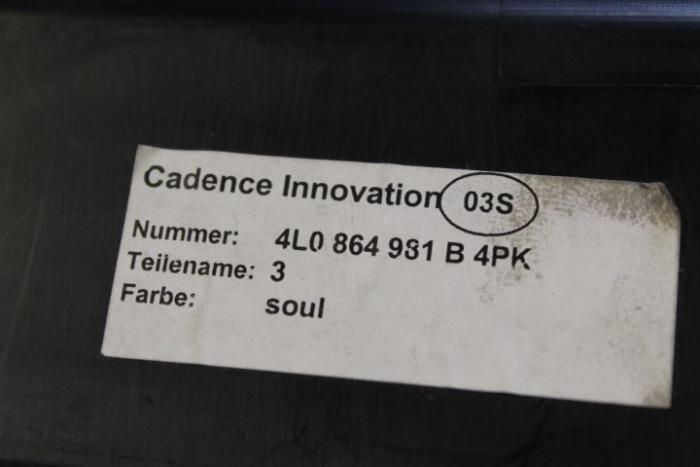 Cadence Innovation 03S
Nummer: 4L0 864 981 B 4PK
Teilename: 3
Farbe: soul